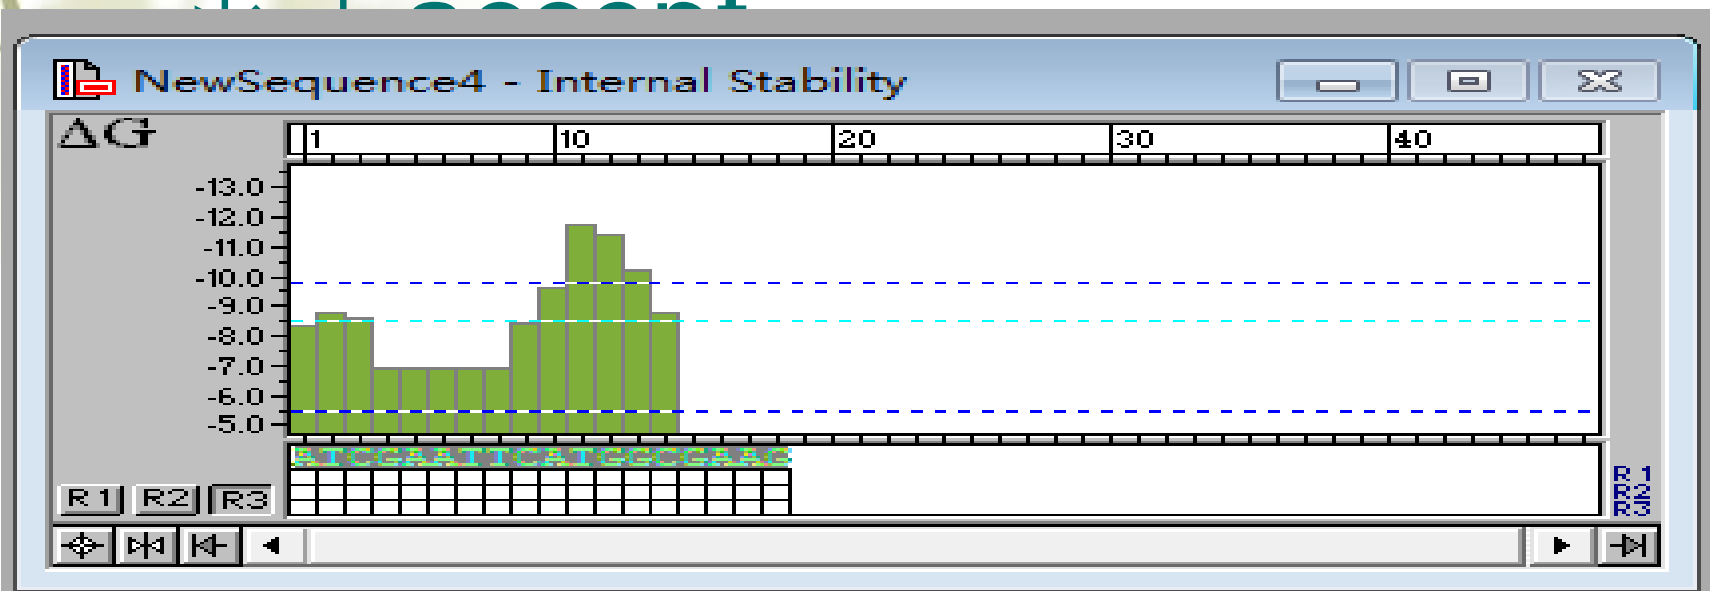 NewSequence4 - Internal Stability
ΔG
1 10 20 30 40
-13.0
-12.0
-11.0
-10.0
-9.0
-8.0
-7.0
-6.0
-5.0
ATCGAATTCATGGCGAAG
R1 R2 R3
R1
R2
R3